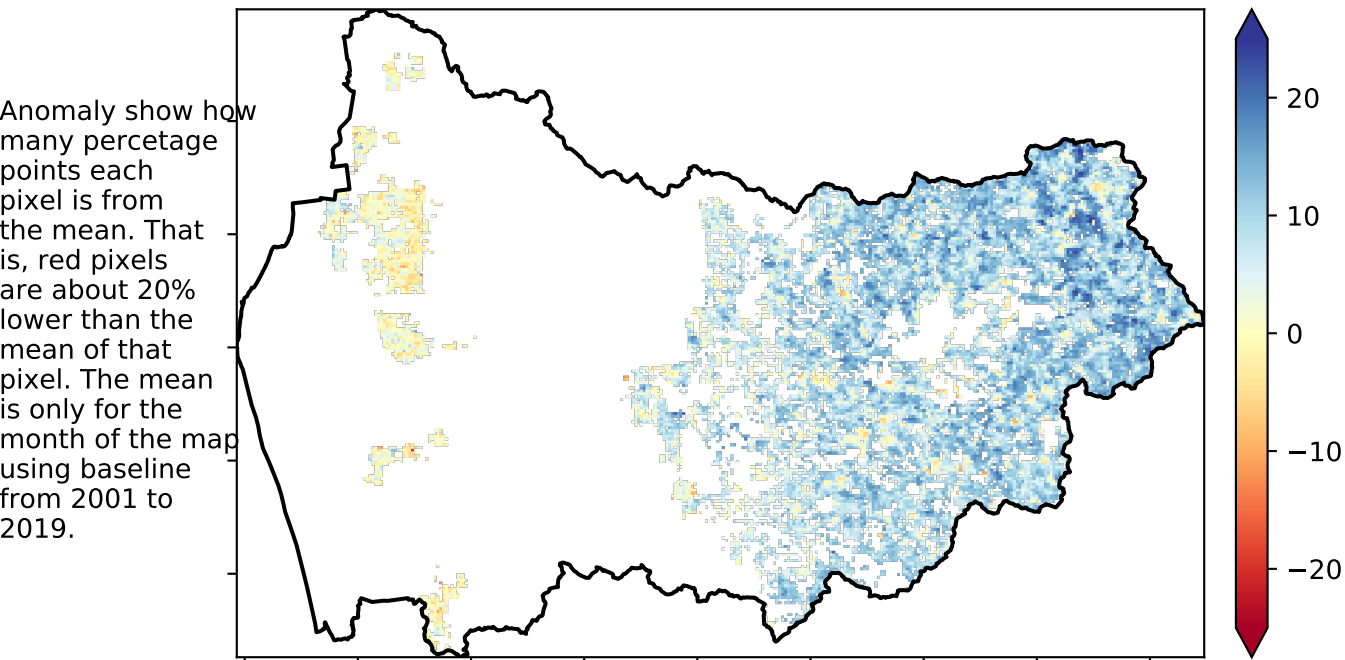 Anomaly show how
many percetage
points each
pixel is from
the mean. That
is, red pixels
are about 20%
lower than the
mean of that
pixel. The mean
is only for the
month of the map
using baseline
from 2001 to
2019.
20
10
0
−10
−20